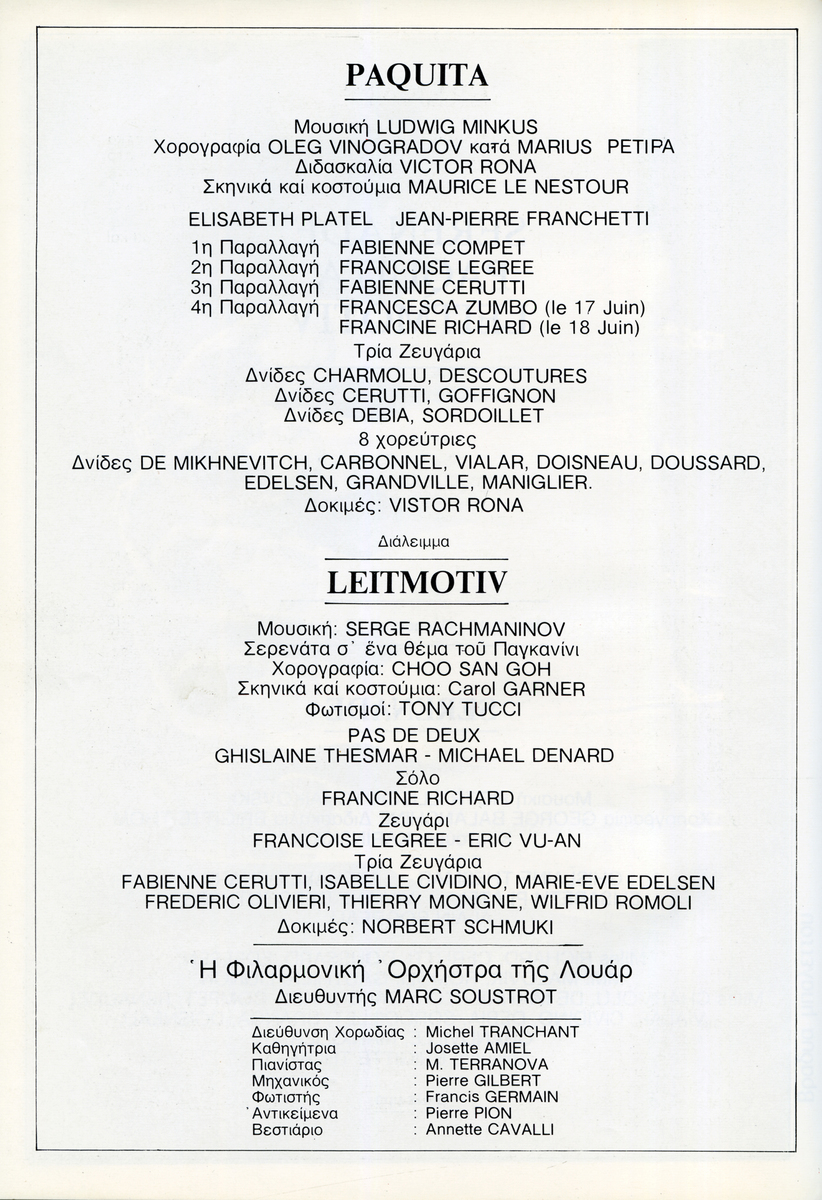 PAQUITA
Μουσική LUDWIG MINKUS
Χορογραφία OLEG VINOGRADOV κατά MARIUS PETIPA
Διδασκαλία VICTOR RONA
Σκηνικά καί κοστούμια MAURICE LE NESTOUR
ELISABETH PLATEL JEAN-PIERRE FRANCHETTI
1η Παραλλαγή FABIENNE COMPET
2η Παραλλαγή FRANCOISE LEGREE
3η Παραλλαγή FABIENNE CERUTTI
4η Παραλλαγή FRANCESCA ZUMBO (le 17 Juin)
FRANCINE RICHARD (le 18 Juin)
Τρία Ζευγάρια
Δνίδες CHARMOLU, DESCOUTURES
Δνίδες CERUTTI, GOFFIGNON
Δνίδες DEBIA, SORDOILLET
8 χορεύτριες
Δνίδες DE MIKHNEVITCH, CARBONNEL, VIALAR, DOISNEAU, DOUSSARD,
EDELSEN, GRANDVILLE, MANIGLIER.
Δοκιμές: VISTOR RONA
Διάλειμμα
LEITMOTIV
Μουσική: SERGE RACHMANINOV
Σερενάτα σ᾿ ἕνα θέμα τοῦ Παγκανίνι
Χορογραφία: CHOO SAN GOH
Σκηνικά καί κοστούμια: Carol GARNER
Φωτισμοί: TONY TUCCI
PAS DE DEUX
GHISLAINE THESMAR - MICHAEL DENARD
Σόλο
FRANCINE RICHARD
Ζευγάρι
FRANCOISE LEGREE - ERIC VU-AN
Τρία Ζευγάρια
FABIENNE CERUTTI, ISABELLE CIVIDINO, MARIE-EVE EDELSEN
FREDERIC OLIVIERI, THIERRY MONGNE, WILFRID ROMOLI
Δοκιμές: NORBERT SCHMUKI
Ἡ Φιλαρμονική Ὀρχήστρα τῆς Λουάρ
Διευθυντής MARC SOUSTROT
Διεύθυνση Χορωδίας : Michel TRANCHANT
Καθηγήτρια : Josette AMIEL
Πιανίστας : M. TERRANOVA
Μηχανικός : Pierre GILBERT
Φωτιστής : Francis GERMAIN
Ἀντικείμενα : Pierre PION
Βεστιάριο : Annette CAVALLI